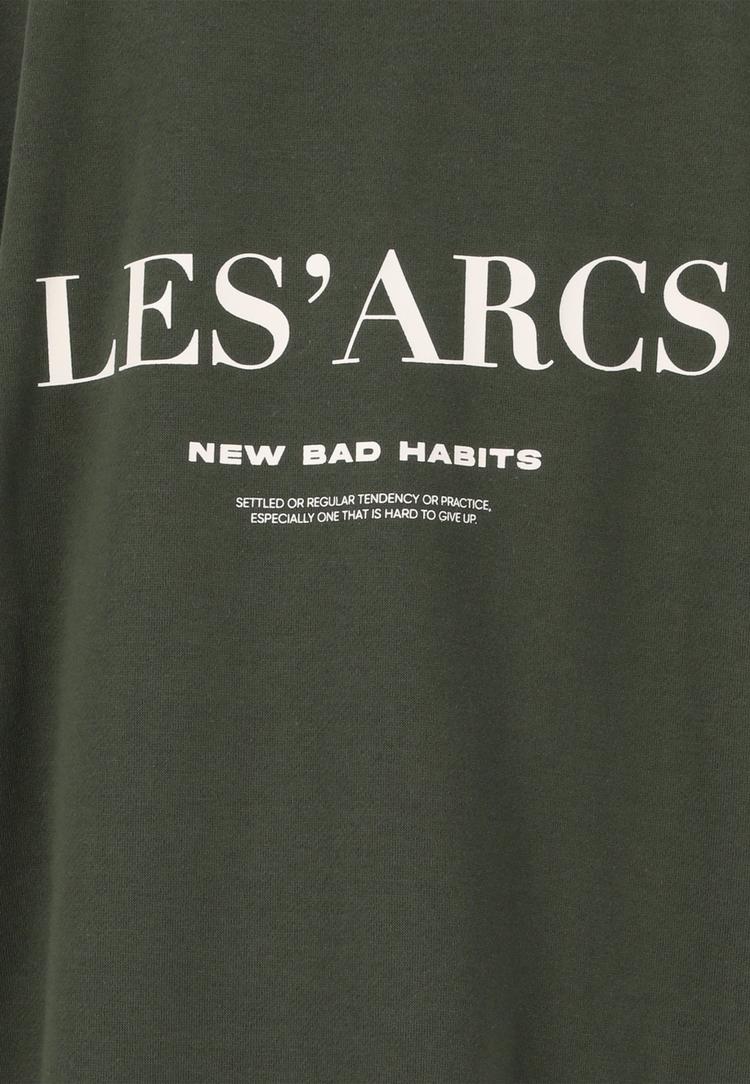 LES’ARCS
NEW BAD HABITS
SETTLED OR REGULAR TENDENCY OR PRACTICE,
ESPECIALLY ONE THAT IS HARD TO GIVE UP.